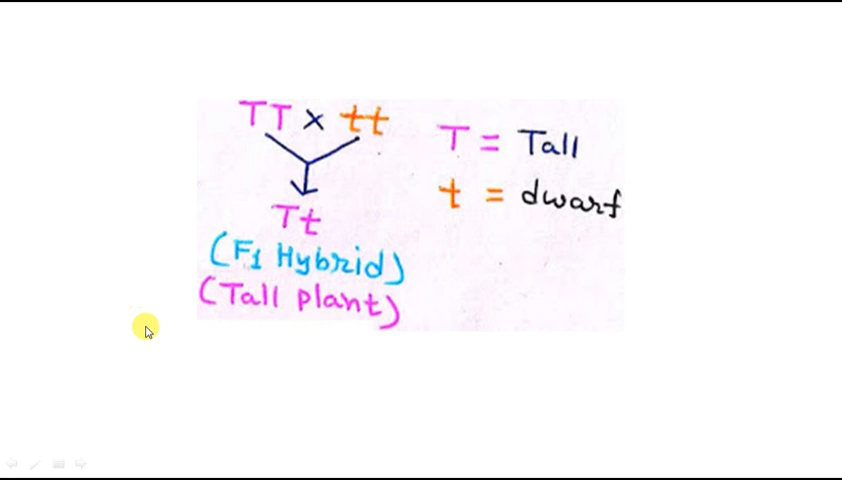 TT × tt
T = Tall
t = dwarf
Tt
(F1 Hybrid)
(Tall plant)